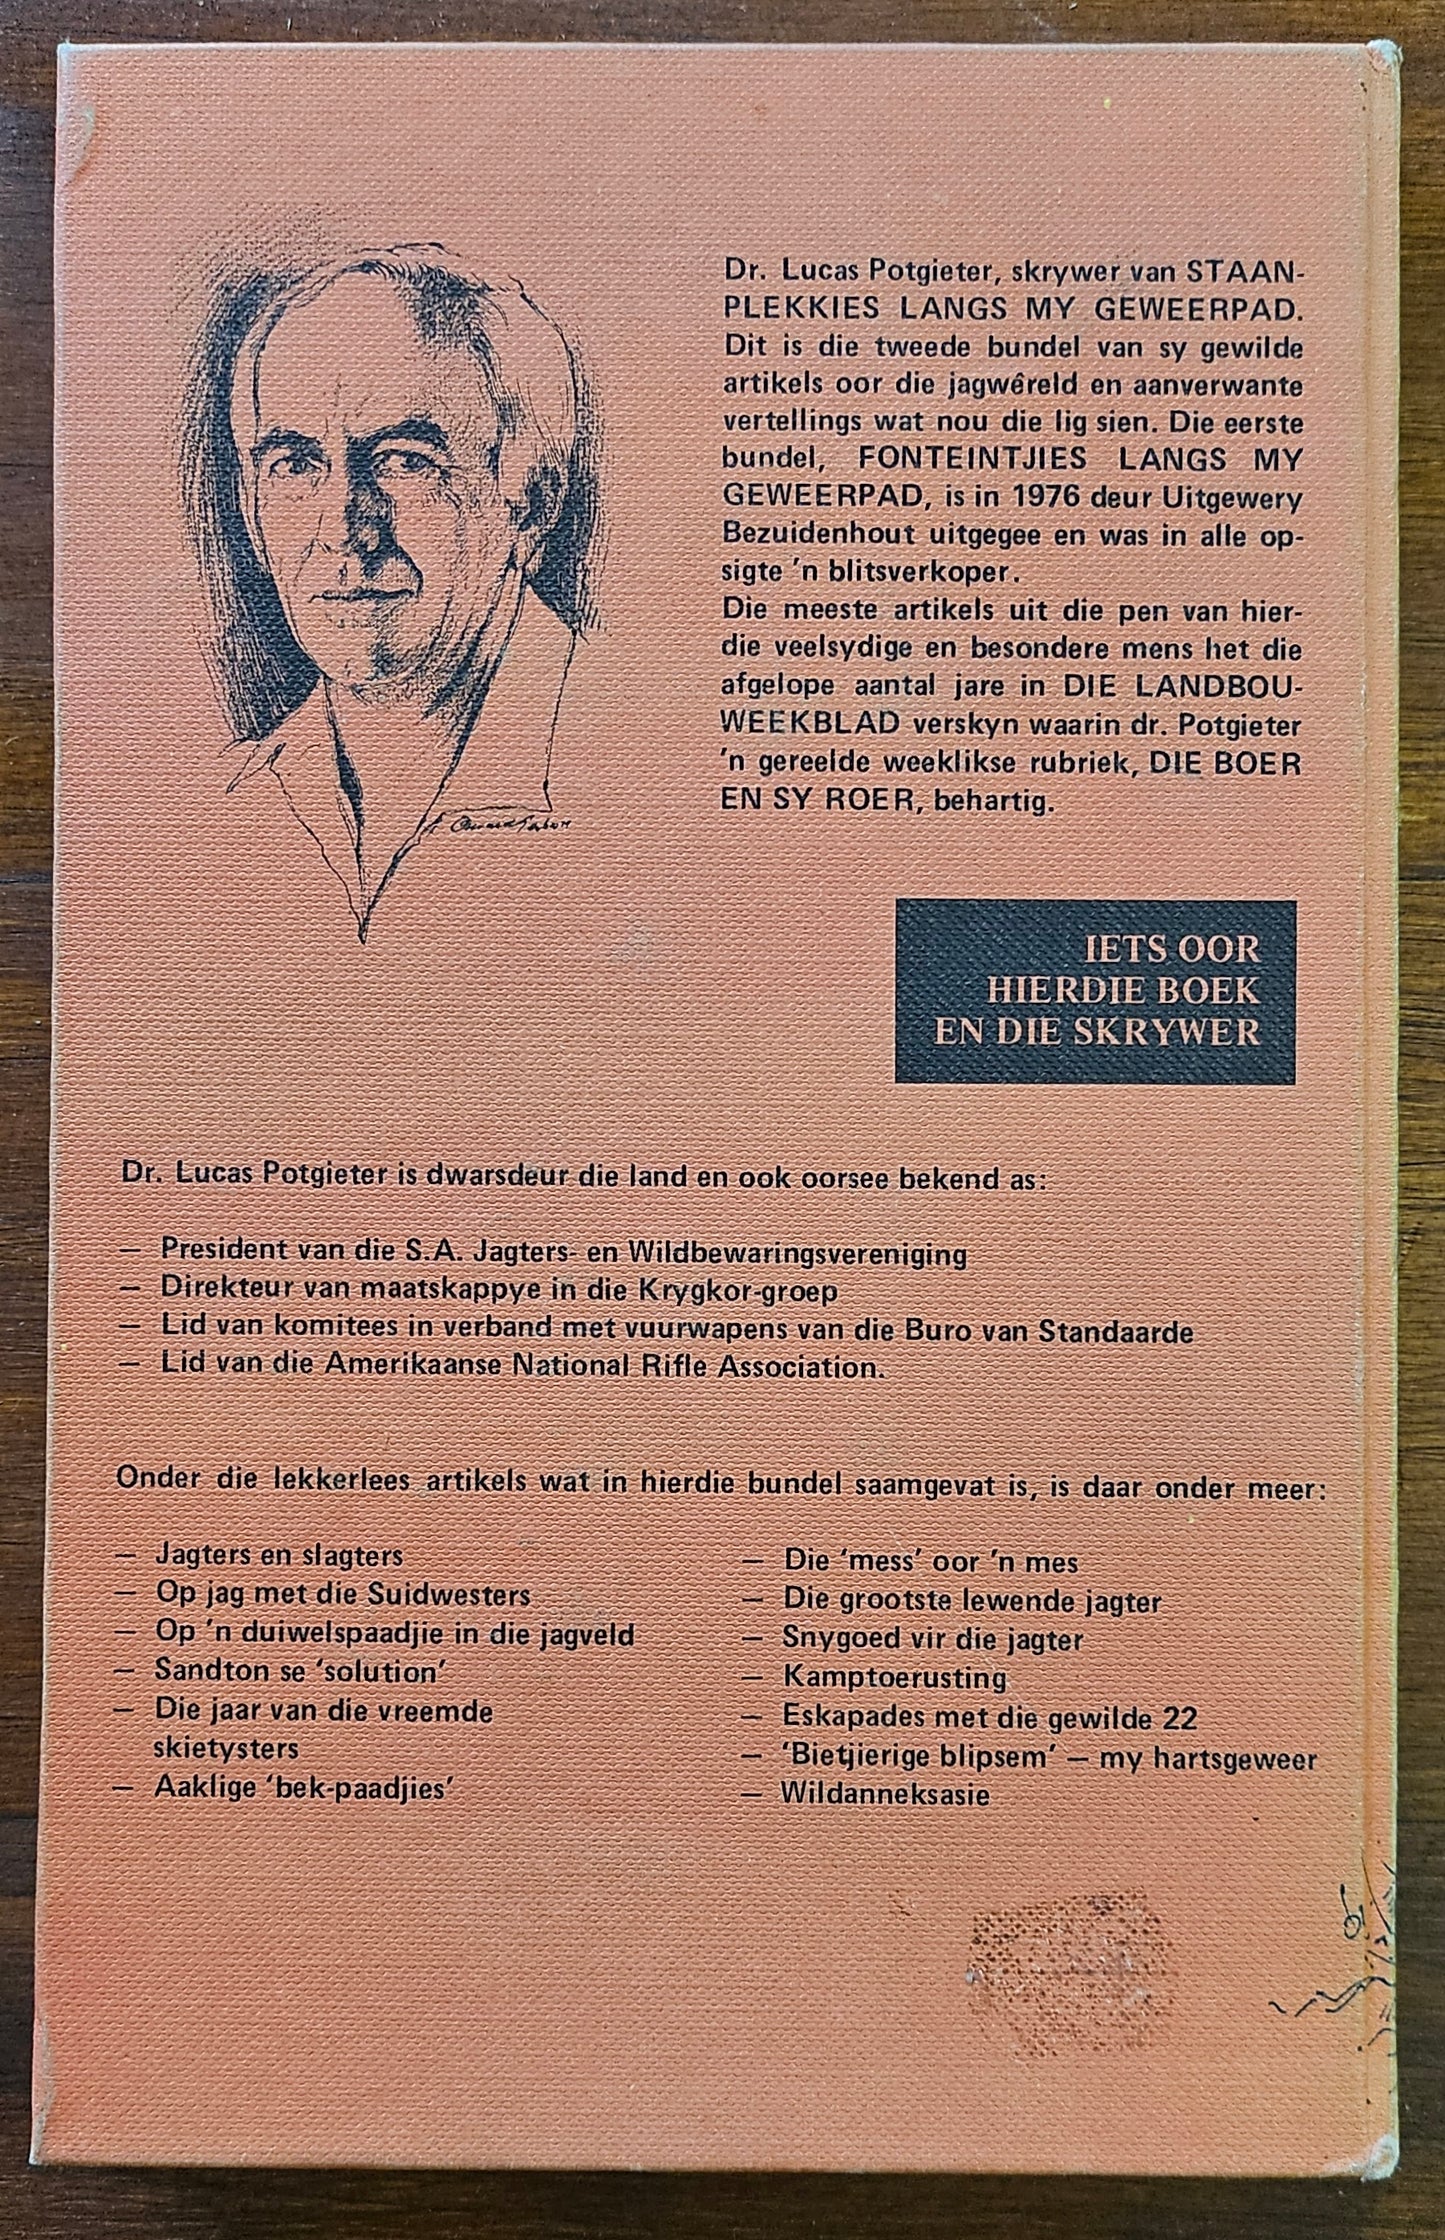 Dr. Lucas Potgieter, skrywer van STAAN-
PLEKKIES LANGS MY GEWEERPAD.
Dit is die tweede bundel van sy gewilde
artikels oor die jagwêreld en aanverwante
vertellings wat nou die lig sien. Die eerste
bundel, FONTEINTJIES LANGS MY
GEWEERPAD, is in 1976 deur Uitgewery
Bezuidenhout uitgegee en was in alle op-
sigte 'n blitsverkoper.
Die meeste artikels uit die pen van hier-
die veelsydige en besondere mens het die
afgelope aantal jare in DIE LANDBOU-
WEEKBLAD verskyn waarin dr. Potgieter
'n gereelde weeklikse rubriek, DIE BOER
EN SY ROER, behartig.
IETS OOR
HIERDIE BOEK
EN DIE SKRYWER
Dr. Lucas Potgieter is dwarsdeur die land en ook oorsee bekend as:
— President van die S.A. Jagters- en Wildbewaringsvereniging
— Direkteur van maatskappye in die Krygkor-groep
— Lid van komitees in verband met vuurwapens van die Buro van Standaarde
— Lid van die Amerikaanse National Rifle Association.
Onder die lekkerlees artikels wat in hierdie bundel saamgevat is, is daar onder meer:
— Jagters en slagters
— Op jag met die Suidwesters
— Op 'n duiwelspaadjie in die jagveld
— Sandton se 'solution'
— Die jaar van die vreemde
skietysters
— Aaklige 'bek-paadjies'
— Die 'mess' oor 'n mes
— Die grootste lewende jagter
— Snygoed vir die jagter
— Kamptoerusting
— Eskapades met die gewilde 22
— 'Bietjierige blipsem' — my hartsgeweer
— Wildanneksasie